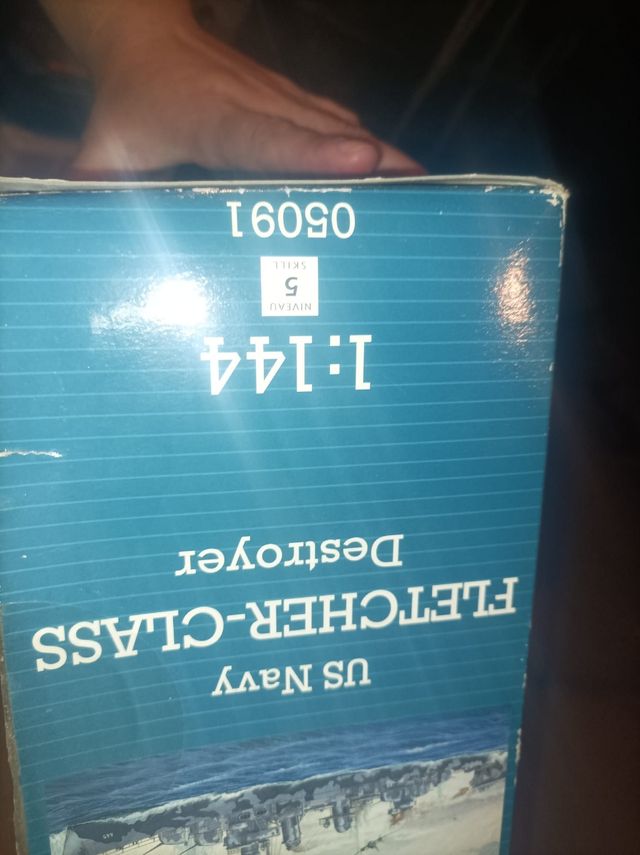 US Navy
FLETCHER-CLASS
Destroyer
1:144
NIVEAU
5
SKILL
05091